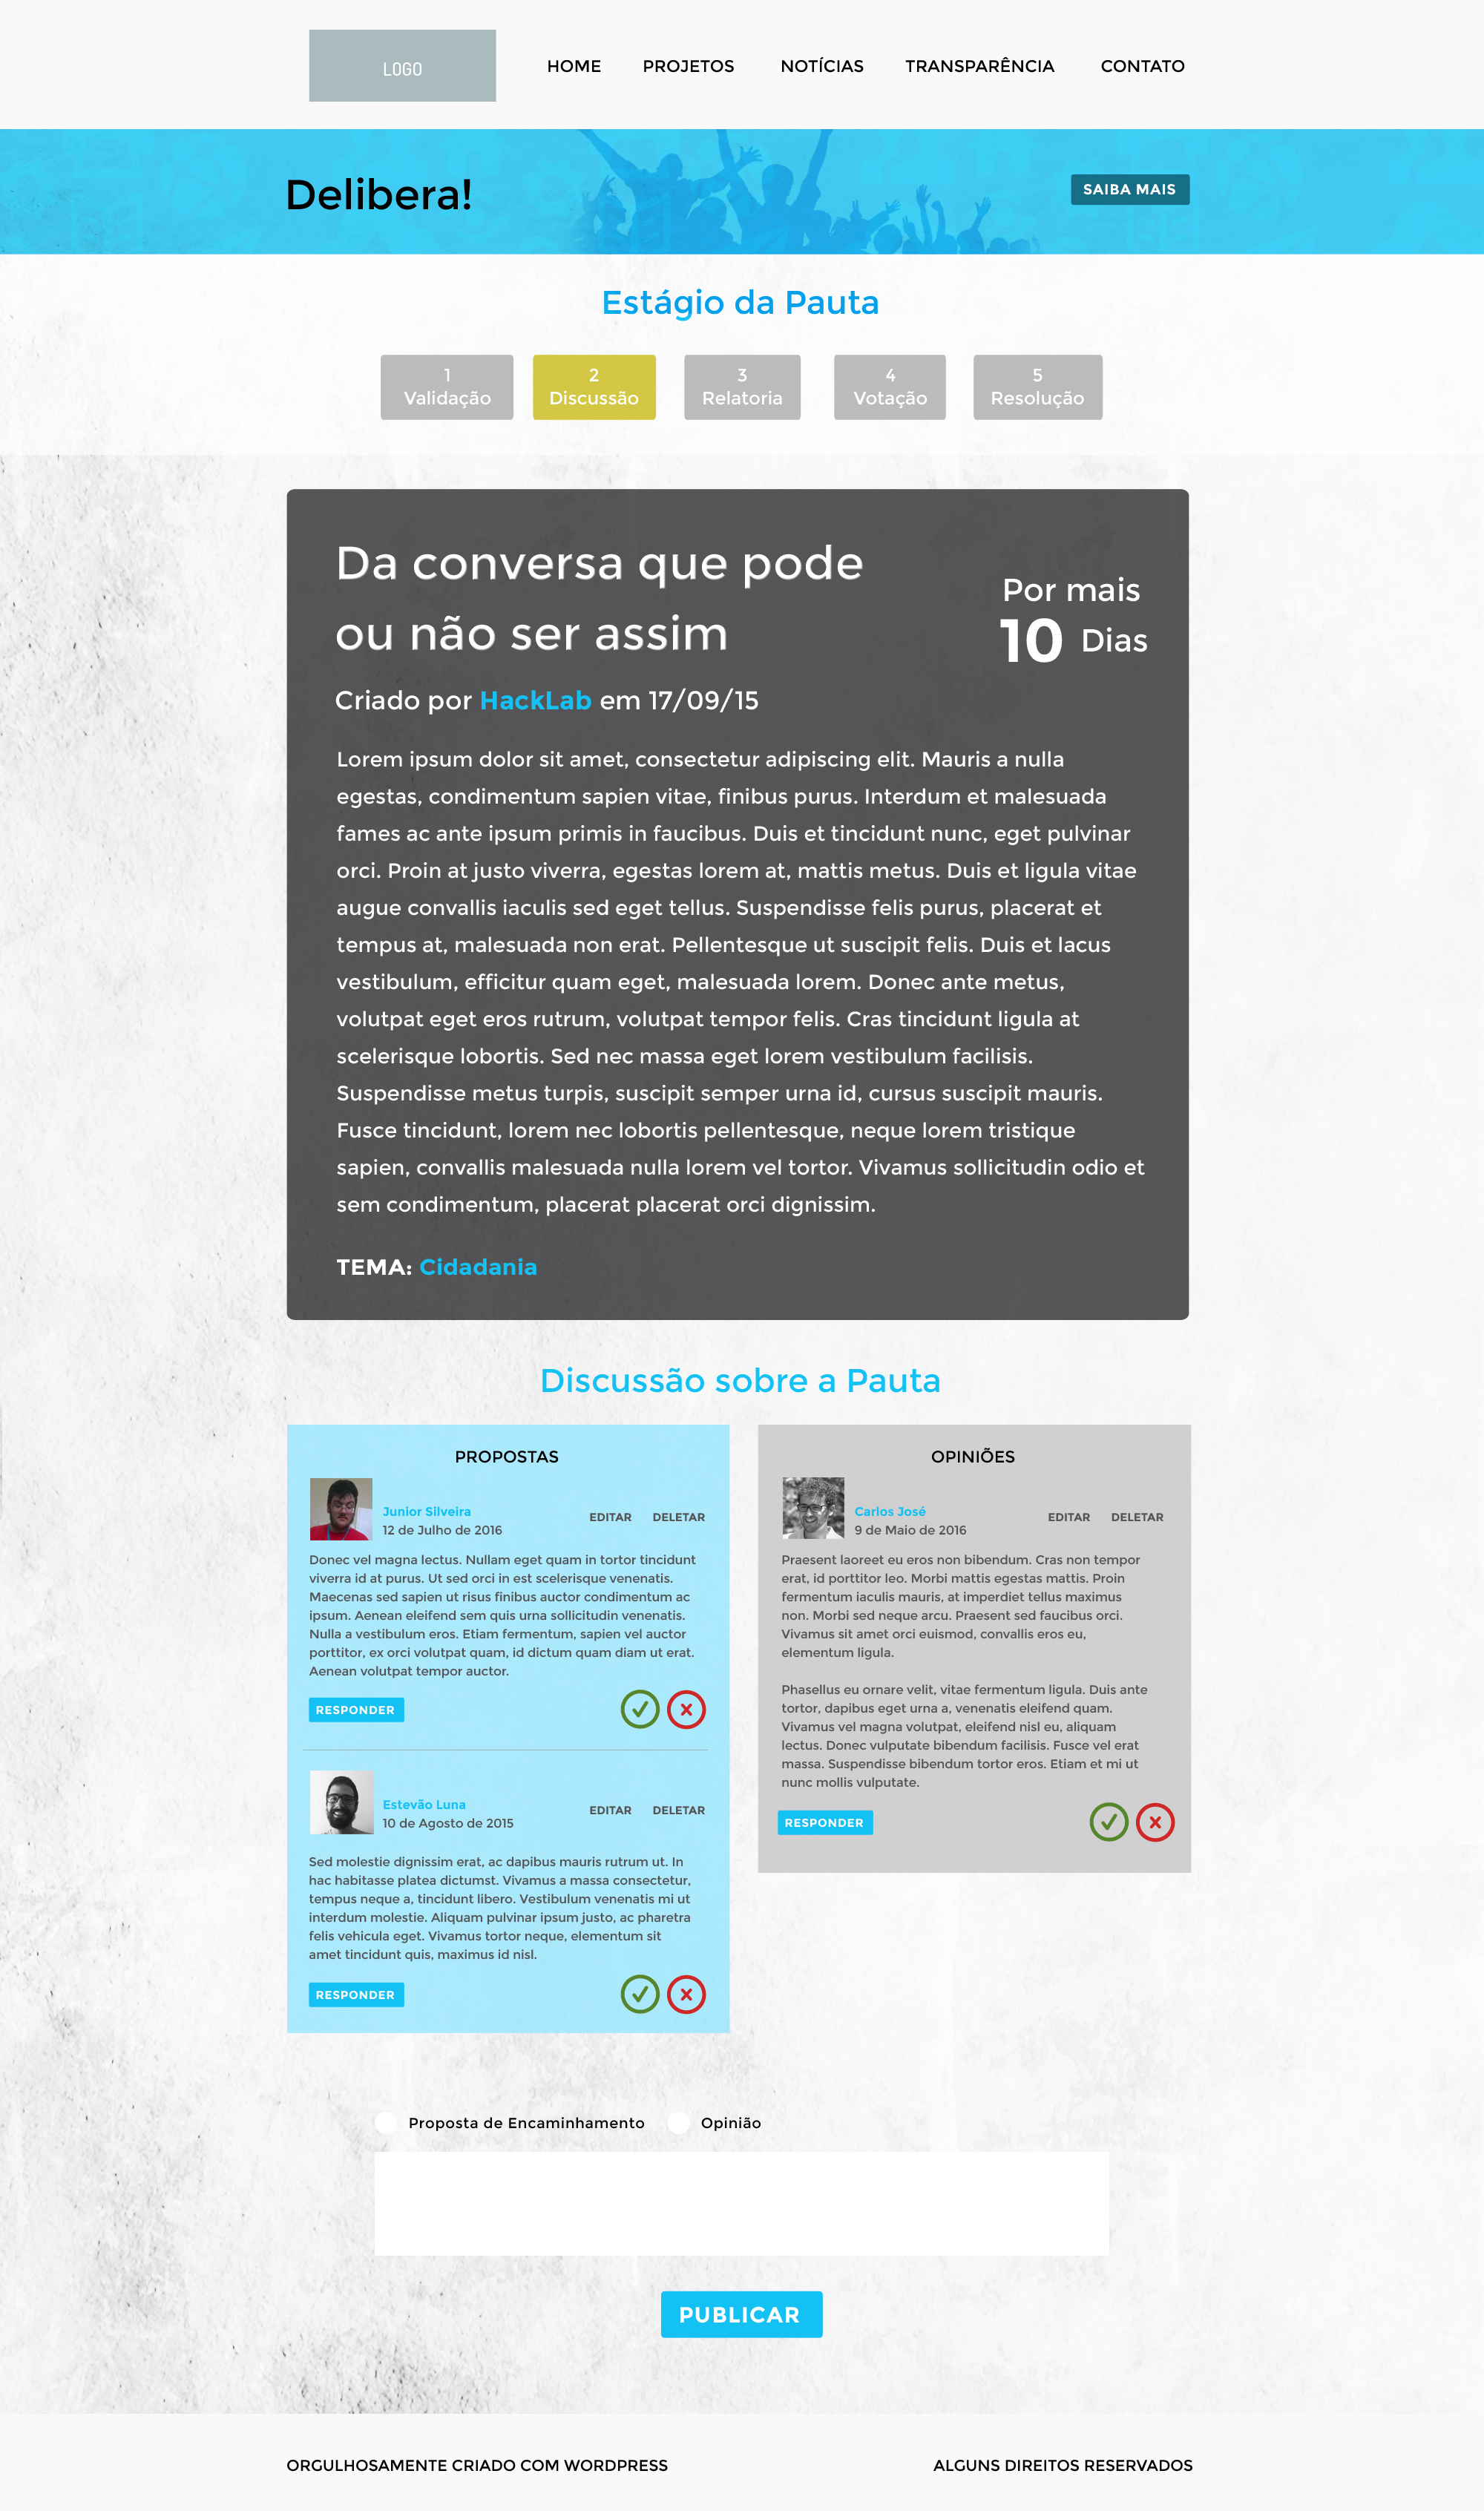 LOGO
HOME PROJETOS NOTÍCIAS TRANSPARÊNCIA CONTATO
Delibera!
SAIBA MAIS
Estágio da Pauta
1
Validação
2
Discussão
3
Relatoria
4
Votação
5
Resolução
Da conversa que pode
ou não ser assim
Por mais
10 Dias
Criado por HackLab em 17/09/15
Lorem ipsum dolor sit amet, consectetur adipiscing elit. Mauris a nulla
egestas, condimentum sapien vitae, finibus purus. Interdum et malesuada
fames ac ante ipsum primis in faucibus. Duis et tincidunt nunc, eget pulvinar
orci. Proin at justo viverra, egestas lorem at, mattis metus. Duis et ligula vitae
augue convallis iaculis sed eget tellus. Suspendisse felis purus, placerat et
tempus at, malesuada non erat. Pellentesque ut suscipit felis. Duis et lacus
vestibulum, efficitur quam eget, malesuada lorem. Donec ante metus,
volutpat eget eros rutrum, volutpat tempor felis. Cras tincidunt ligula at
scelerisque lobortis. Sed nec massa eget lorem vestibulum facilisis.
Suspendisse metus turpis, suscipit semper urna id, cursus suscipit mauris.
Fusce tincidunt, lorem nec lobortis pellentesque, neque lorem tristique
sapien, convallis malesuada nulla lorem vel tortor. Vivamus sollicitudin odio et
sem condimentum, placerat placerat orci dignissim.
TEMA: Cidadania
Discussão sobre a Pauta
PROPOSTAS
Junior Silveira
12 de Julho de 2016
EDITAR DELETAR
Donec vel magna lectus. Nullam eget quam in tortor tincidunt
viverra id at purus. Ut sed orci in est scelerisque venenatis.
Maecenas sed sapien ut risus finibus auctor condimentum ac
ipsum. Aenean eleifend sem quis urna sollicitudin venenatis.
Nulla a vestibulum eros. Etiam fermentum, sapien vel auctor
porttitor, ex orci volutpat quam, id dictum quam diam ut erat.
Aenean volutpat tempor auctor.
RESPONDER
Estevão Luna
10 de Agosto de 2015
EDITAR DELETAR
Sed molestie dignissim erat, ac dapibus mauris rutrum ut. In
hac habitasse platea dictumst. Vivamus a massa consectetur,
tempus neque a, tincidunt libero. Vestibulum venenatis mi ut
interdum molestie. Aliquam pulvinar ipsum justo, ac pharetra
felis vehicula eget. Vivamus tortor neque, elementum sit
amet tincidunt quis, maximus id nisl.
RESPONDER
OPINIÕES
Carlos José
9 de Maio de 2016
EDITAR DELETAR
Praesent laoreet eu eros non bibendum. Cras non tempor
erat, id porttitor leo. Morbi mattis egestas mattis. Proin
fermentum iaculis mauris, at imperdiet tellus maximus
non. Morbi sed neque arcu. Praesent sed faucibus orci.
Vivamus sit amet orci euismod, convallis eros eu,
elementum ligula.
Phasellus eu ornare velit, vitae fermentum ligula. Duis ante
tortor, dapibus eget urna a, venenatis eleifend quam.
Vivamus vel magna volutpat, eleifend nisl eu, aliquam
lectus. Donec vulputate bibendum facilisis. Fusce vel erat
massa. Suspendisse bibendum tortor eros. Etiam et mi ut
nunc mollis vulputate.
RESPONDER
Proposta de Encaminhamento Opinião
PUBLICAR
ORGULHOSAMENTE CRIADO COM WORDPRESS
ALGUNS DIREITOS RESERVADOS